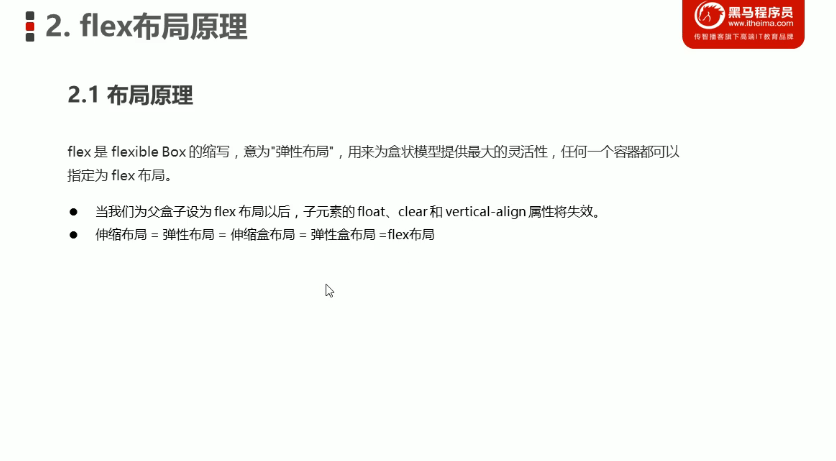 2. flex布局原理
黑马程序员
www.itheima.com
传智播客旗下高端IT教育品牌
2.1 布局原理
flex 是 flexible Box 的缩写，意为"弹性布局"，用来为盒状模型提供最大的灵活性，任何一个容器都可以
指定为 flex 布局。
● 当我们为父盒子设为 flex 布局以后，子元素的 float、clear 和 vertical-align 属性将失效。
● 伸缩布局 = 弹性布局 = 伸缩盒布局 = 弹性盒布局 =flex布局